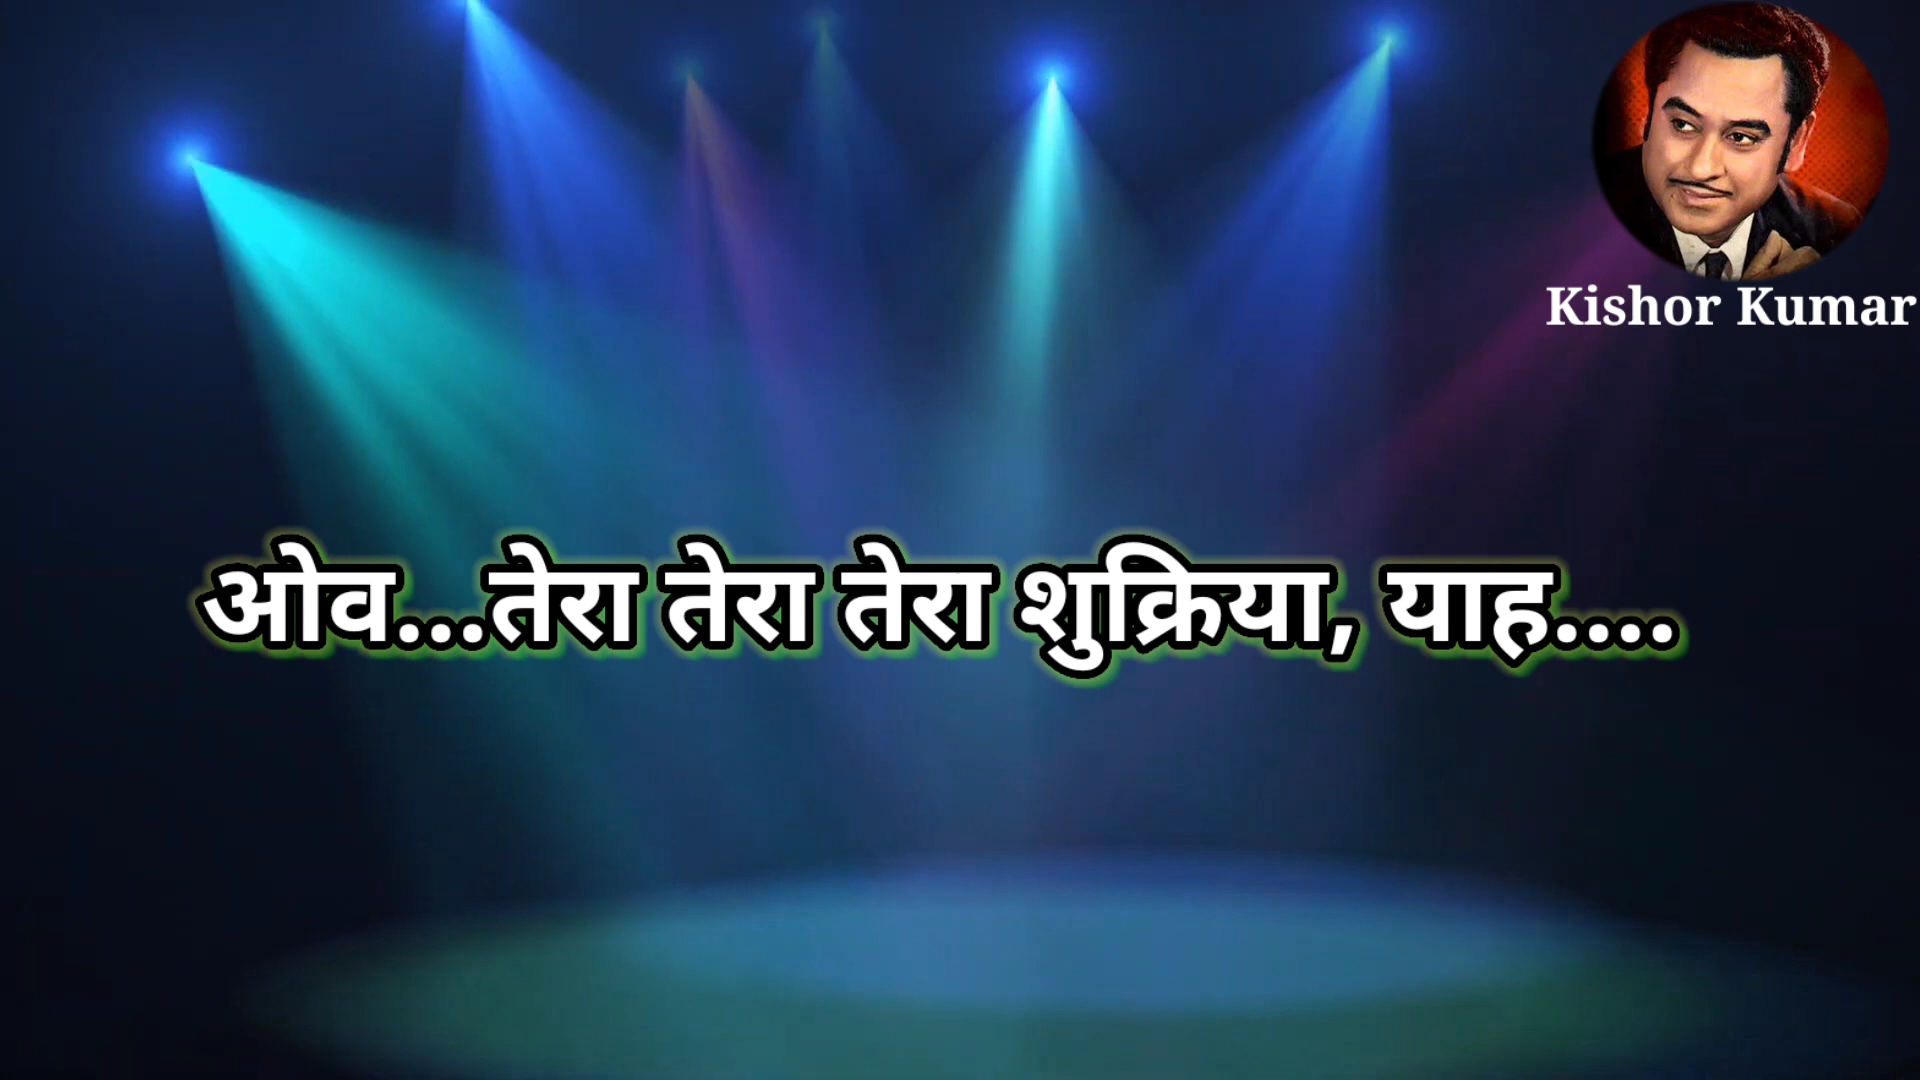 Kishor Kumar
ओव...तेरा तेरा तेरा शुक्रिया, याह....